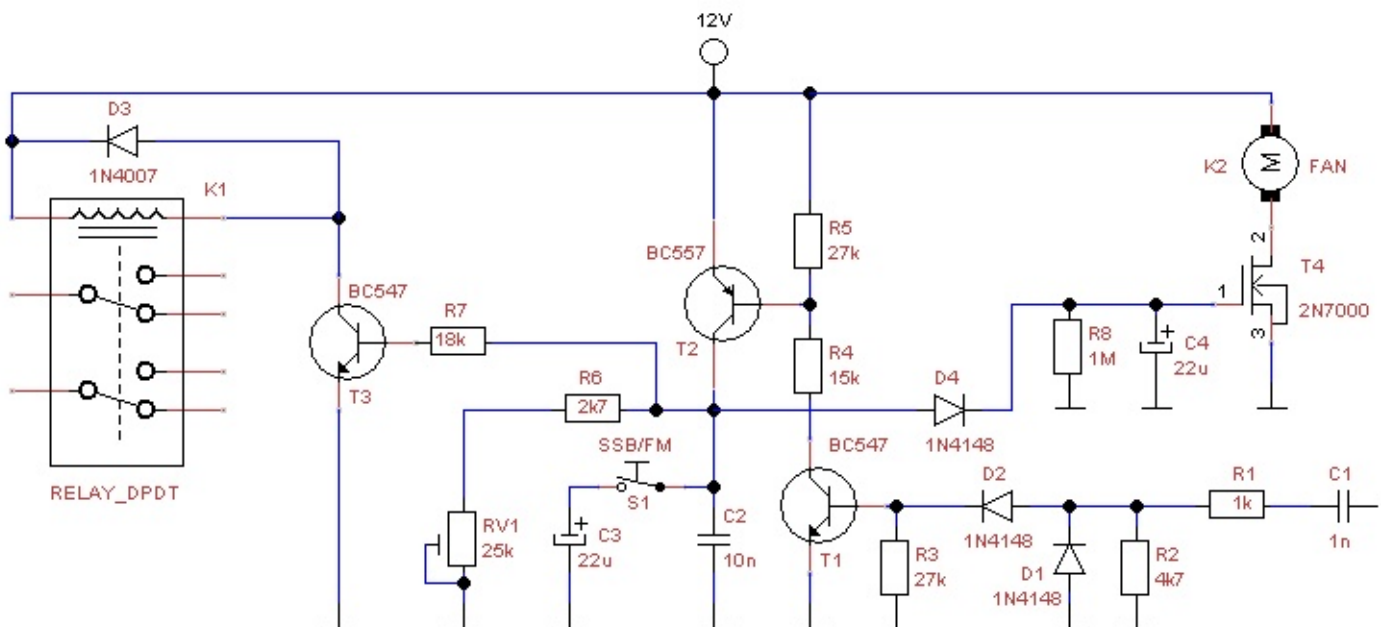 12V
D3
1N4007
K1
RELAY_DPDT
BC547
T3
R7
18k
R6
2k7
SSB/FM
S1
RV1
25k
C3
22u
C2
10n
BC557
T2
R5
27k
R4
15k
BC547
T1
D4
1N4148
R3
27k
D2
1N4148
D1
1N4148
R2
4k7
R1
1k
C1
1n
R8
1M
C4
22u
K2
M
FAN
1
2
3
T4
2N7000